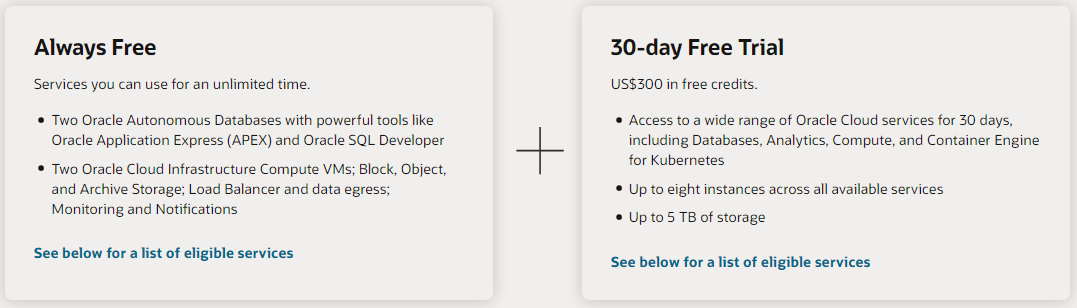 Always Free
Services you can use for an unlimited time.
• Two Oracle Autonomous Databases with powerful tools like
Oracle Application Express (APEX) and Oracle SQL Developer
• Two Oracle Cloud Infrastructure Compute VMs; Block, Object,
and Archive Storage; Load Balancer and data egress;
Monitoring and Notifications
See below for a list of eligible services
30-day Free Trial
US$300 in free credits.
• Access to a wide range of Oracle Cloud services for 30 days,
including Databases, Analytics, Compute, and Container Engine
for Kubernetes
• Up to eight instances across all available services
• Up to 5 TB of storage
See below for a list of eligible services